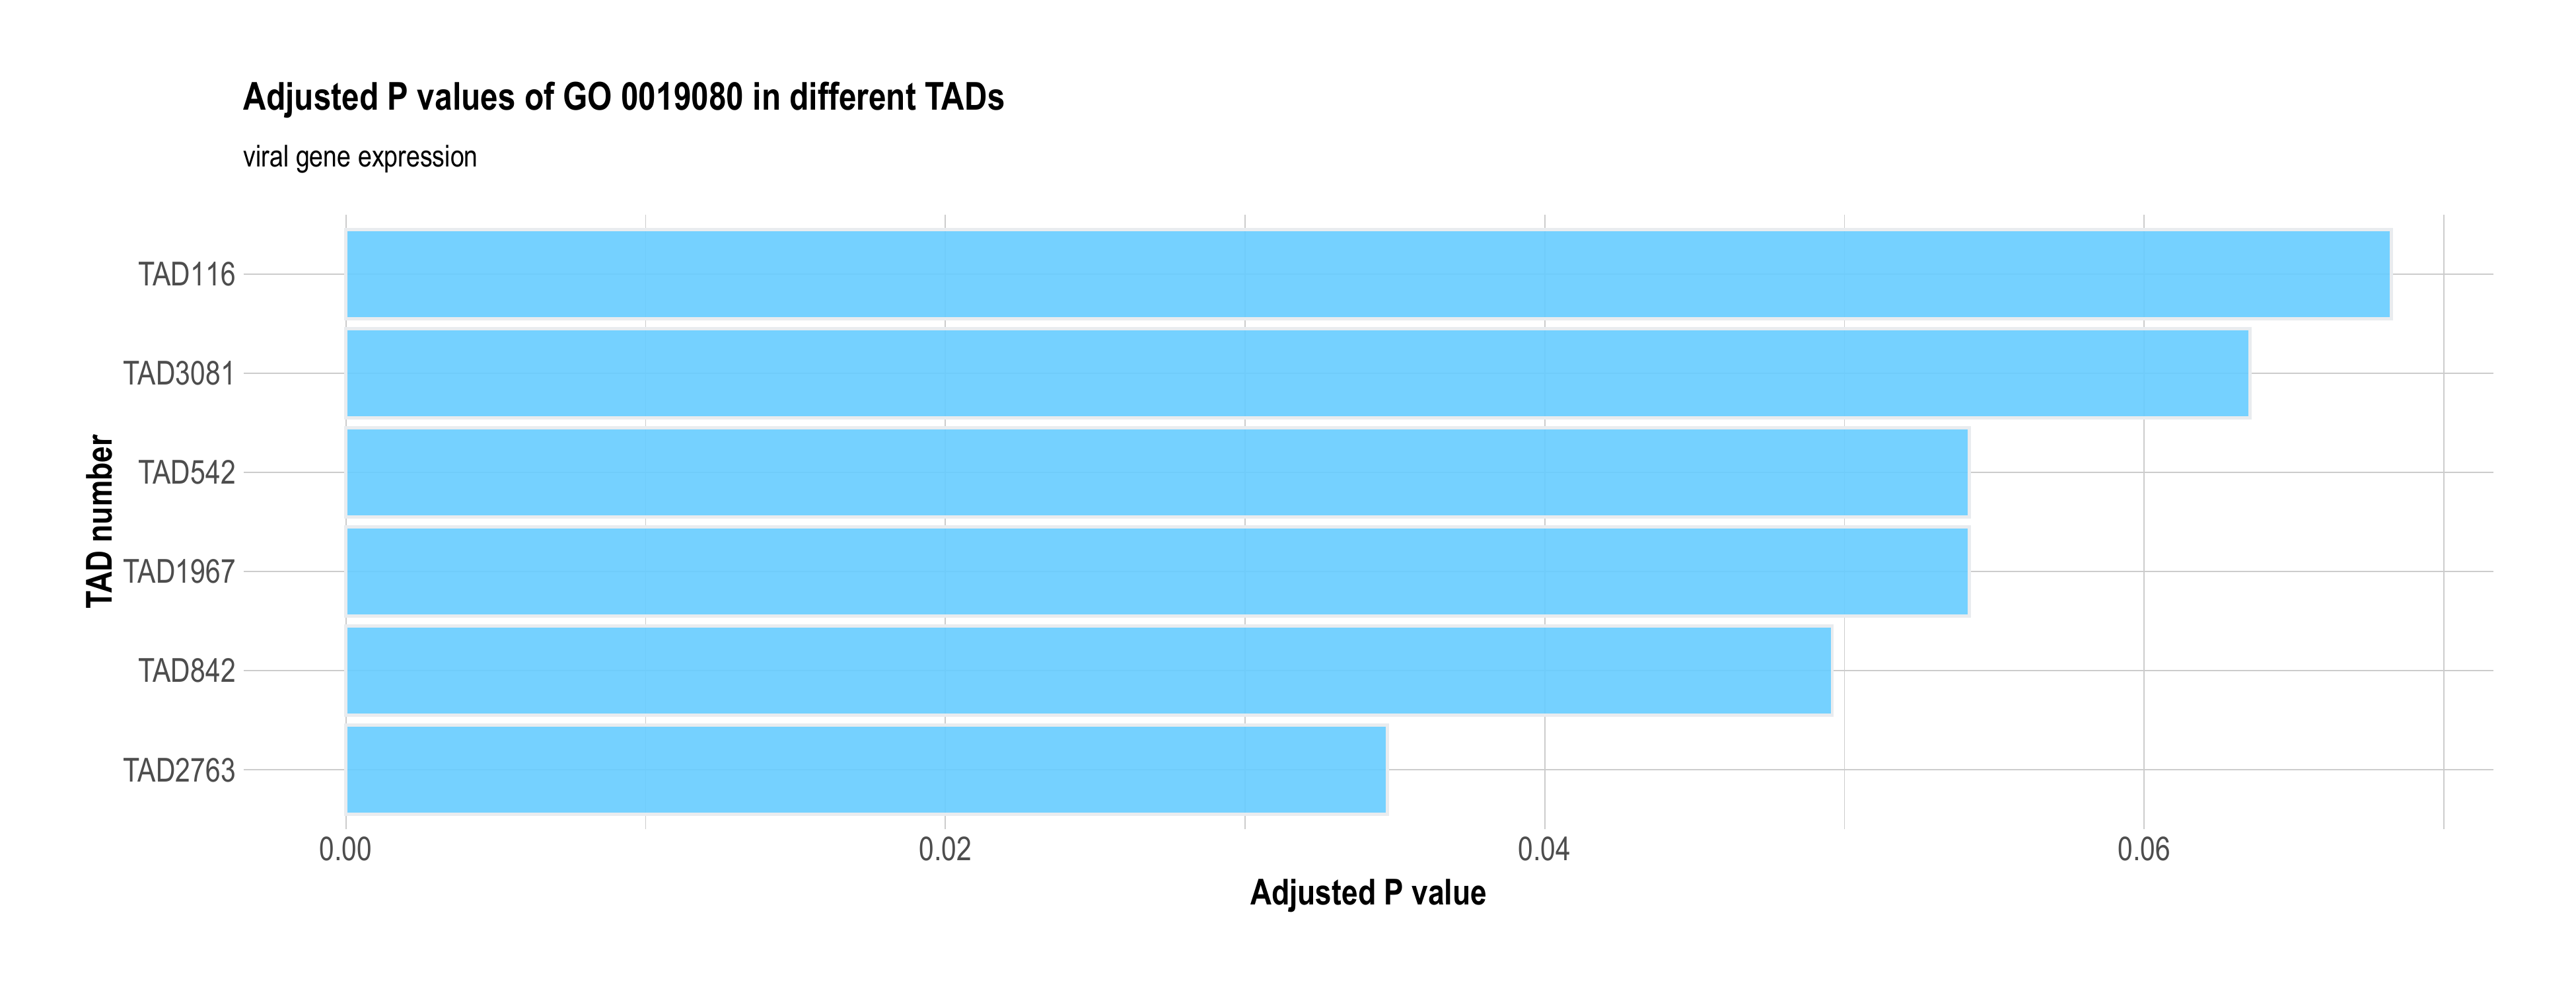 Adjusted P values of GO 0019080 in different TADs
viral gene expression
TAD number
TAD116
TAD3081
TAD542
TAD1967
TAD842
TAD2763
0.00 0.02 0.04 0.06
Adjusted P value